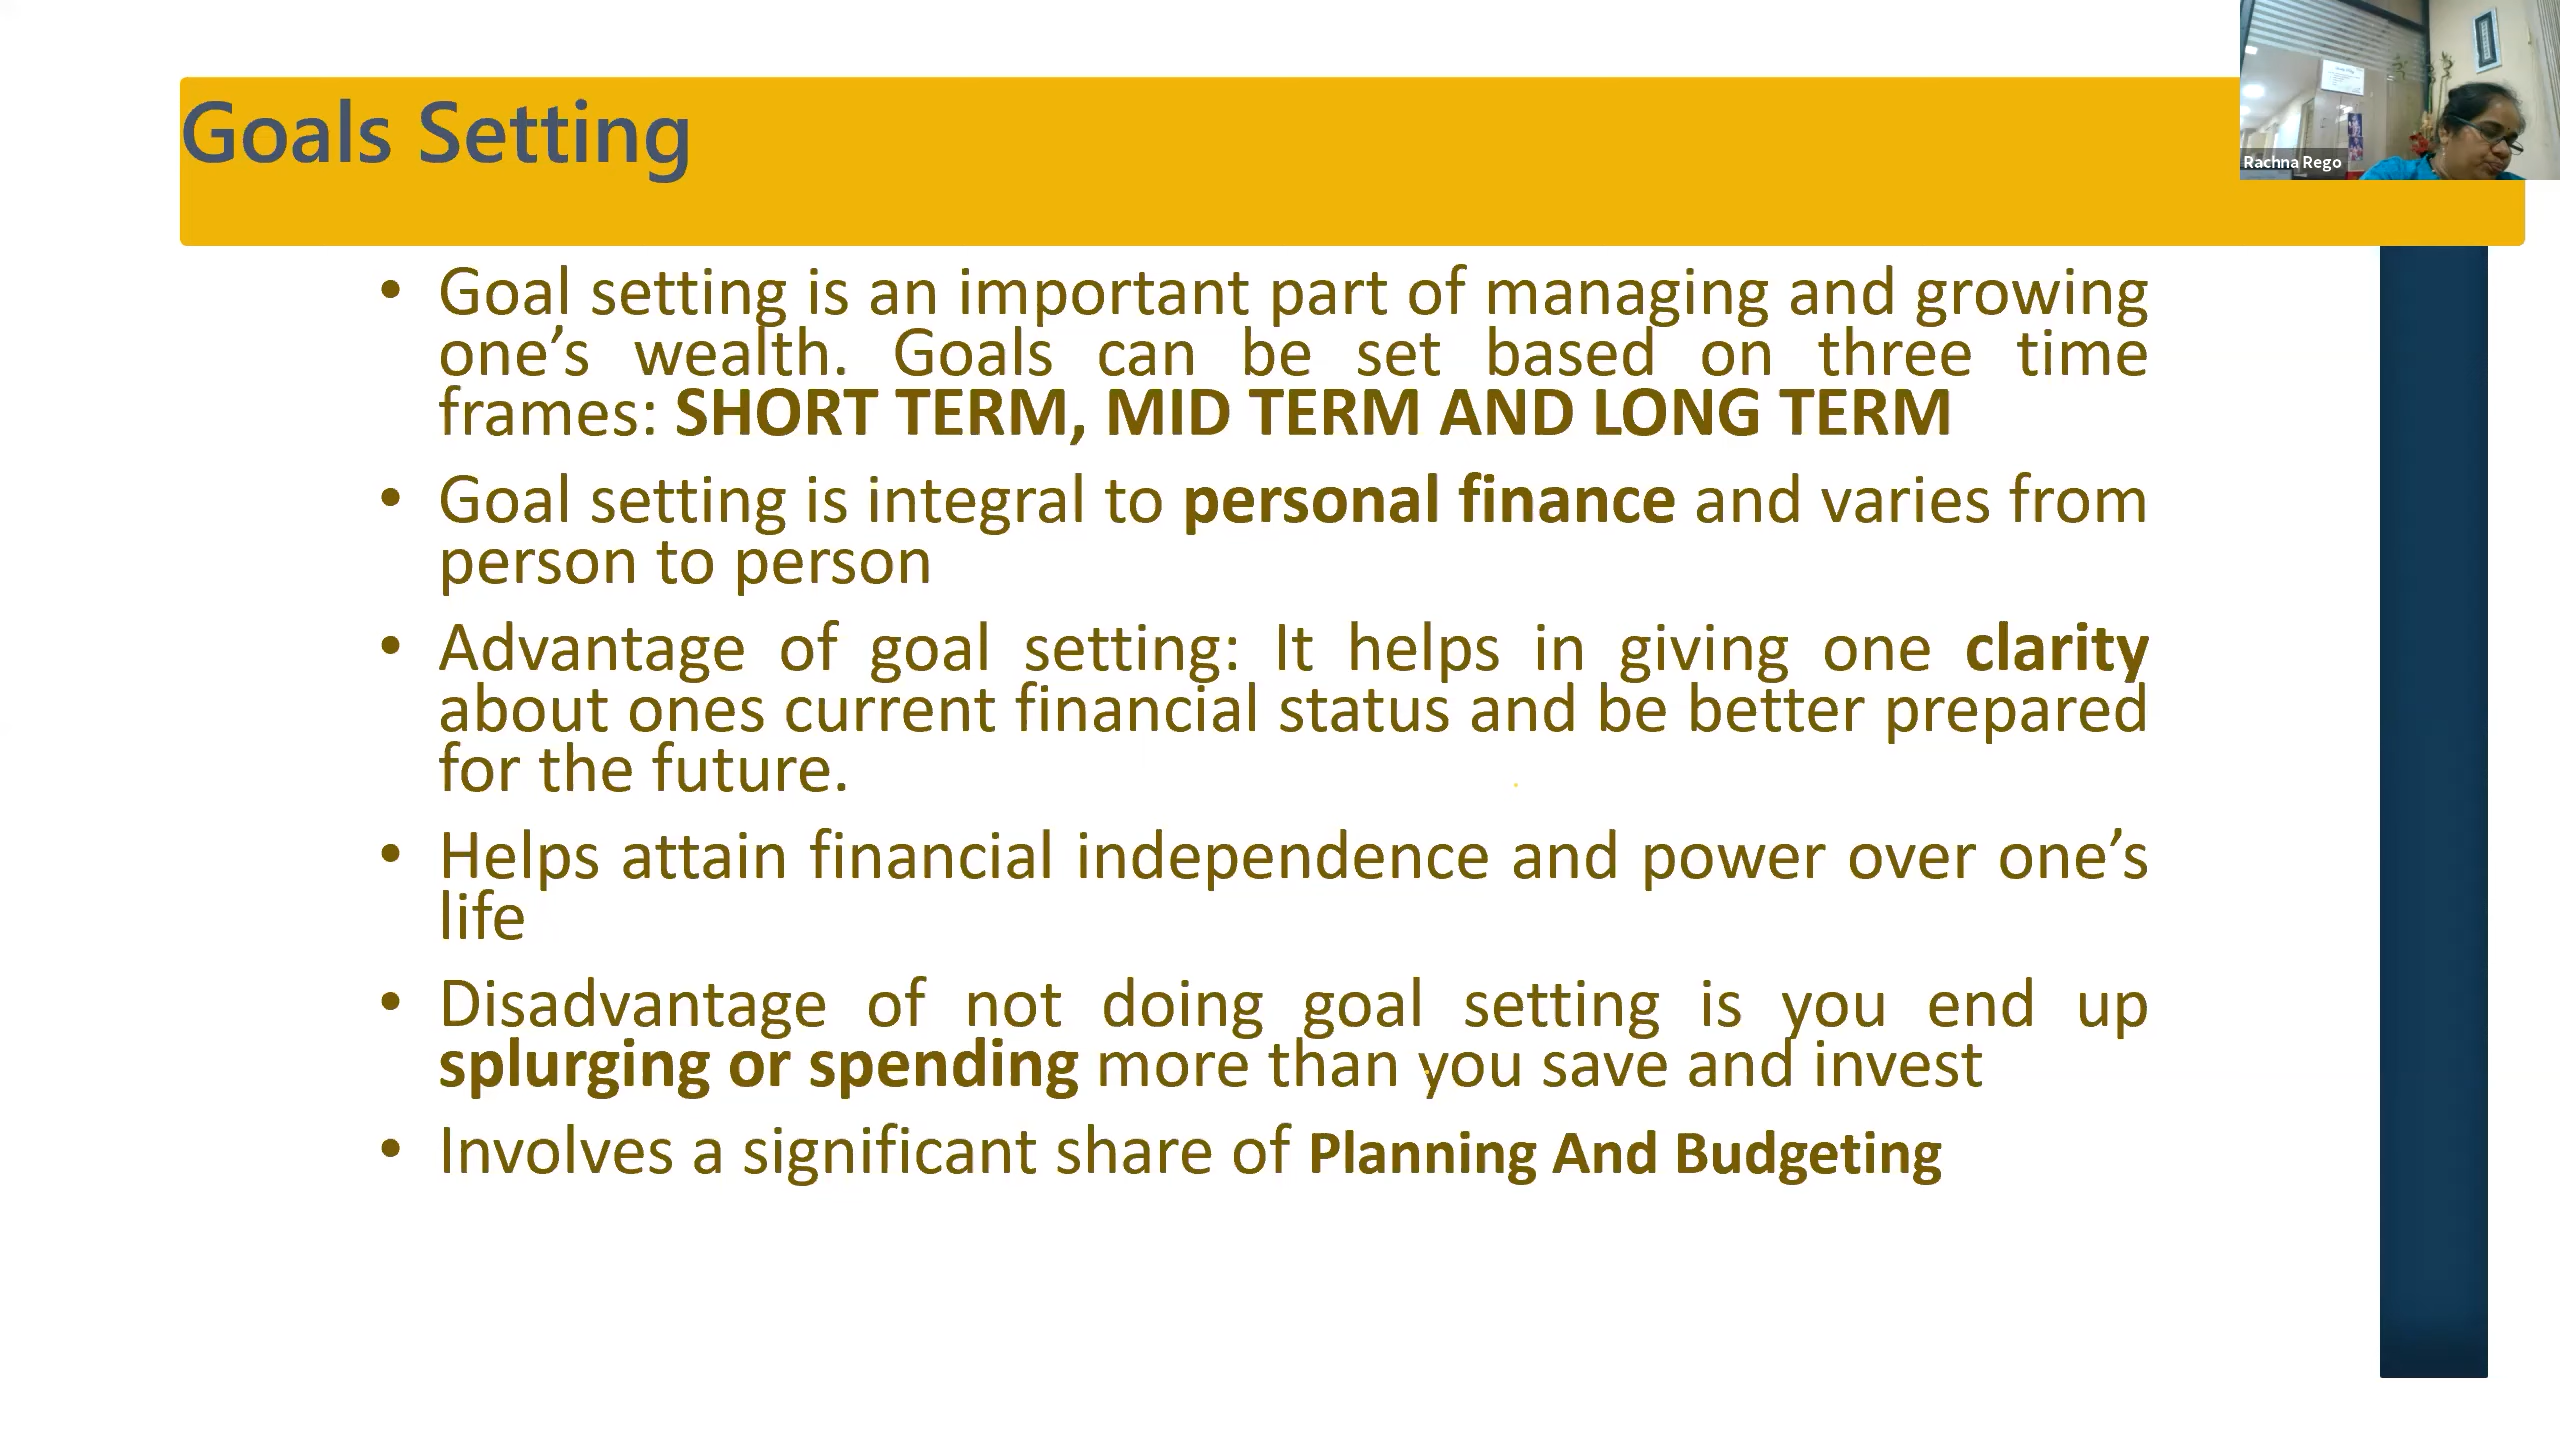 Goals Setting
Rachna Rego
• Goal setting is an important part of managing and growing
one’s wealth. Goals can be set based on three time
frames: SHORT TERM, MID TERM AND LONG TERM
• Goal setting is integral to personal finance and varies from
person to person
• Advantage of goal setting: It helps in giving one clarity
about ones current financial status and be better prepared
for the future.
• Helps attain financial independence and power over one’s
life
• Disadvantage of not doing goal setting is you end up
splurging or spending more than you save and invest
• Involves a significant share of Planning And Budgeting